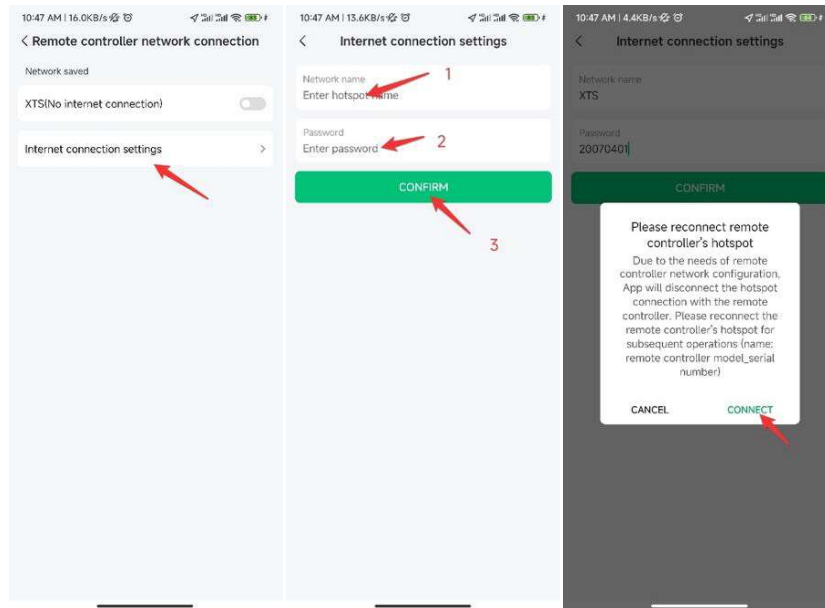 10:47 AM | 16.0KB/s
Remote controller network connection
Network saved
XTS(No internet connection)
Internet connection settings
10:47 AM | 13.6KB/s
Internet connection settings
Network name
Enter hotspot name
1
Password
Enter password
2
CONFIRM
3
10:47 AM | 4.4KB/s
Internet connection settings
Network name
XTS
Password
20070401
CONFIRM
Please reconnect remote
controller's hotspot
Due to the needs of remote
controller network configuration,
App will disconnect the hotspot
connection with the remote
controller. Please reconnect the
remote controller's hotspot for
subsequent operations (name:
remote controller model_serial
number)
CANCEL
CONNECT